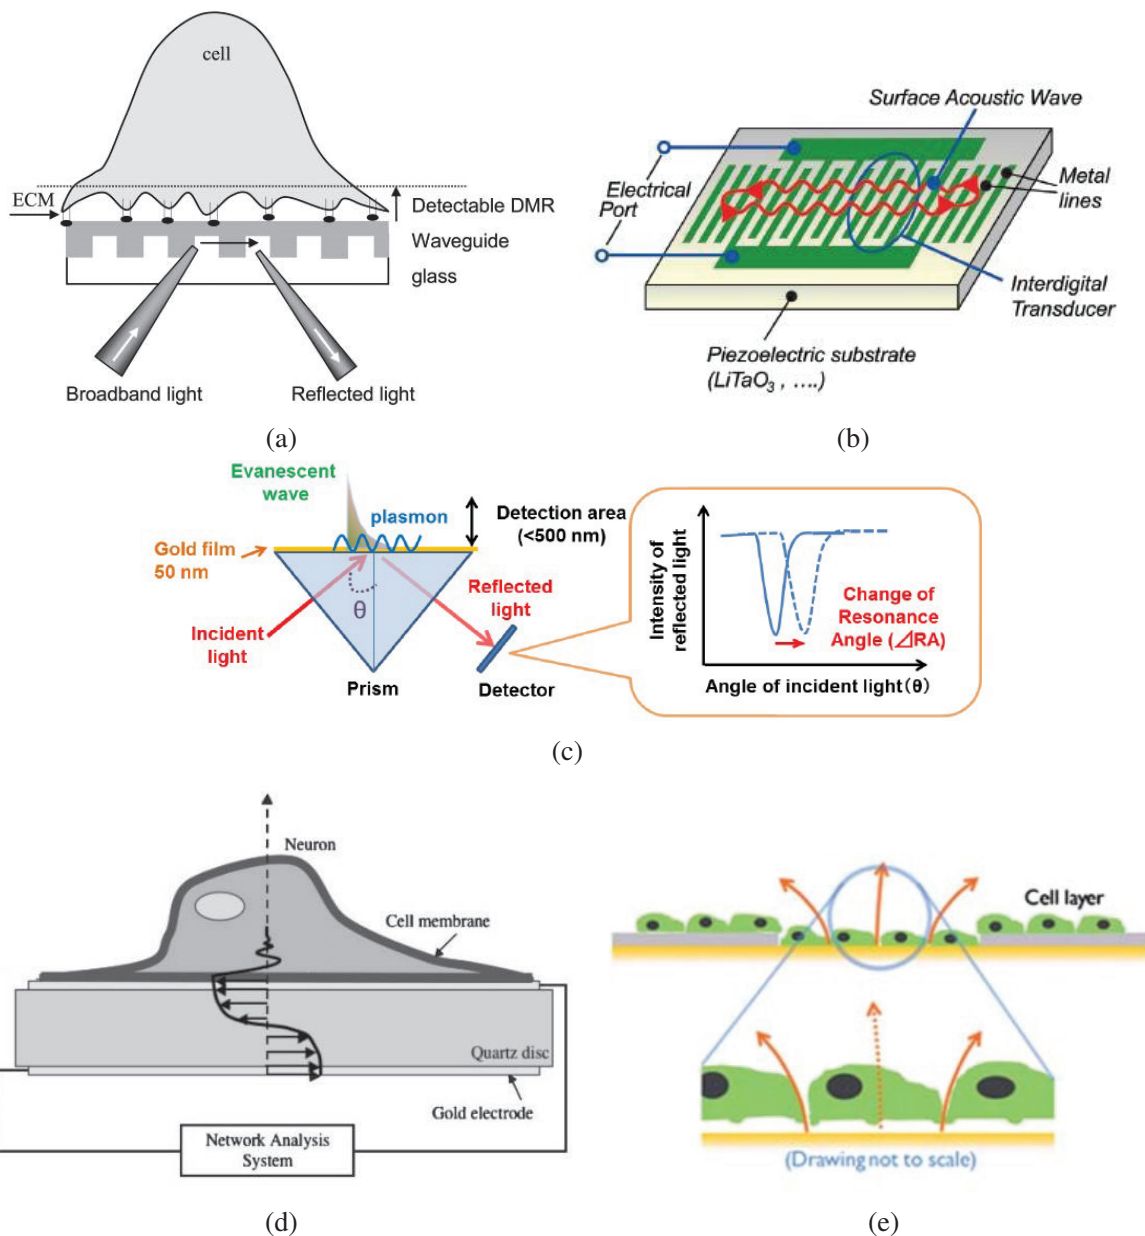 cell
ECM
Detectable DMR
Waveguide
glass
Broadband light
Reflected light
(a)
Surface Acoustic Wave
Electrical
Port
Metal
lines
Interdigital
Transducer
Piezoelectric substrate
(LiTaO3 , ....)
(b)
Evanescent
wave
plasmon
Detection area
(<500 nm)
Gold film
50 nm
θ
Reflected
light
Incident
light
Prism
Detector
Intensity of
reflected light
Change of
Resonance
Angle (⊿RA)
Angle of incident light(θ)
(c)
Neuron
Cell membrane
Quartz disc
Gold electrode
Network Analysis
System
(d)
Cell layer
(Drawing not to scale)
(e)